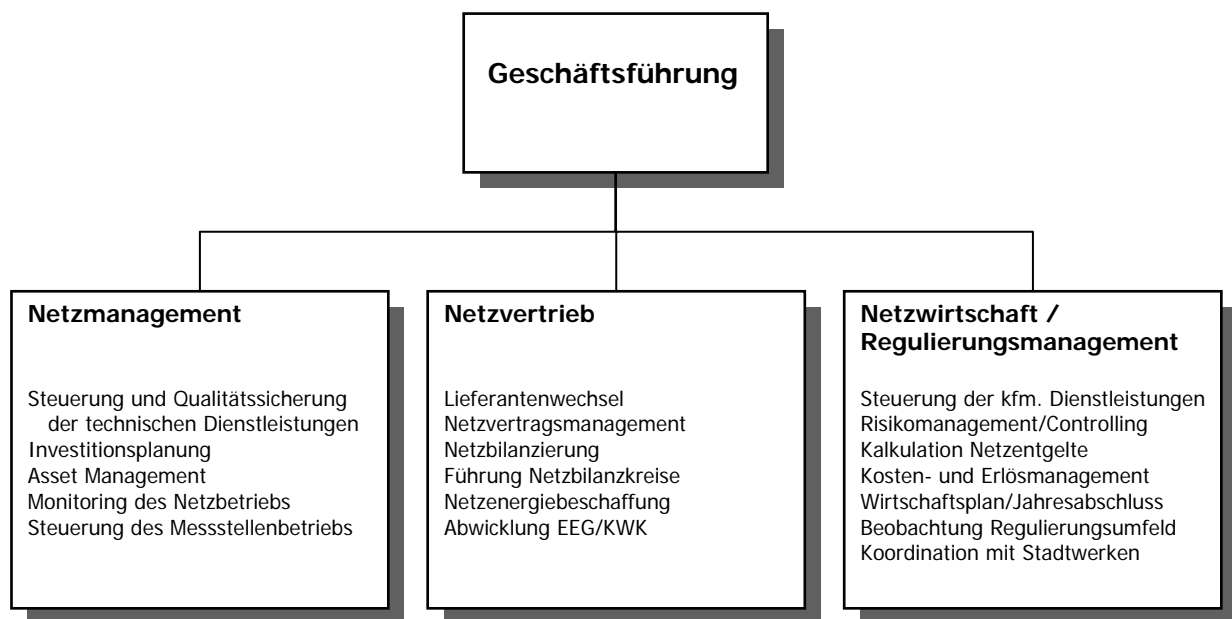 Geschäftsführung
Netzmanagement
Steuerung und Qualitätssicherung
der technischen Dienstleistungen
Investitionsplanung
Asset Management
Monitoring des Netzbetriebs
Steuerung des Messstellenbetriebs
Netzvertrieb
Lieferantenwechsel
Netzvertragsmanagement
Netzbilanzierung
Führung Netzbilanzkreise
Netzenergiebeschaffung
Abwicklung EEG/KWK
Netzwirtschaft /
Regulierungsmanagement
Steuerung der kfm. Dienstleistungen
Risikomanagement/Controlling
Kalkulation Netzentgelte
Kosten- und Erlösmanagement
Wirtschaftsplan/Jahresabschluss
Beobachtung Regulierungsumfeld
Koordination mit Stadtwerken